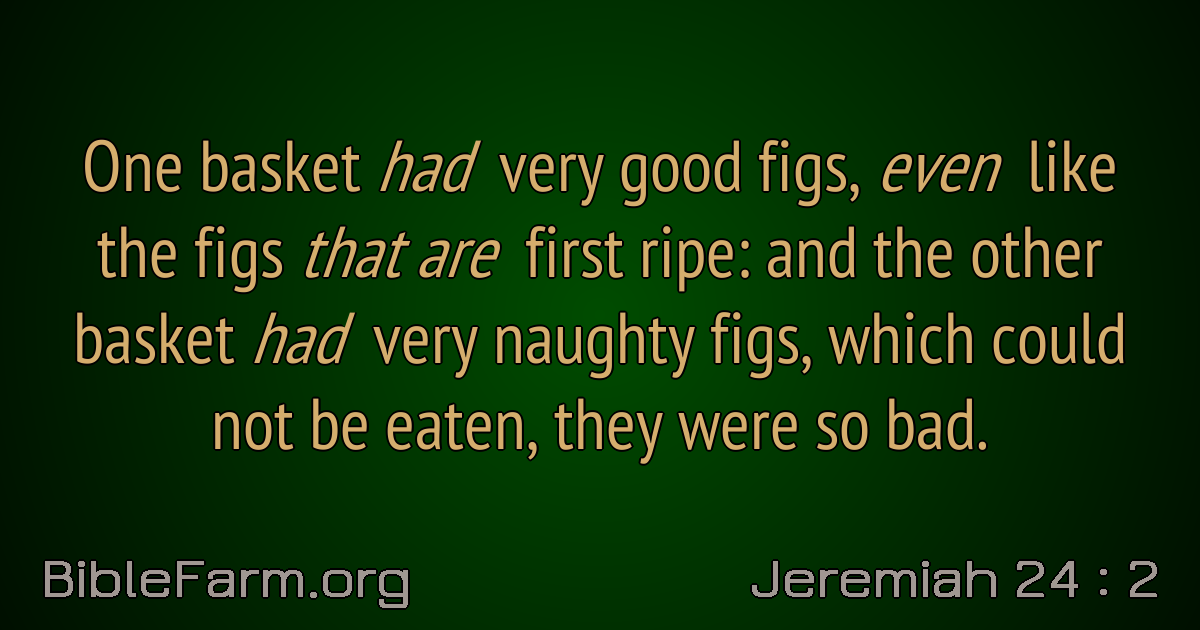 One basket had very good figs, even like
the figs that are first ripe: and the other
basket had very naughty figs, which could
not be eaten, they were so bad.
BibleFarm.org
Jeremiah 24 : 2